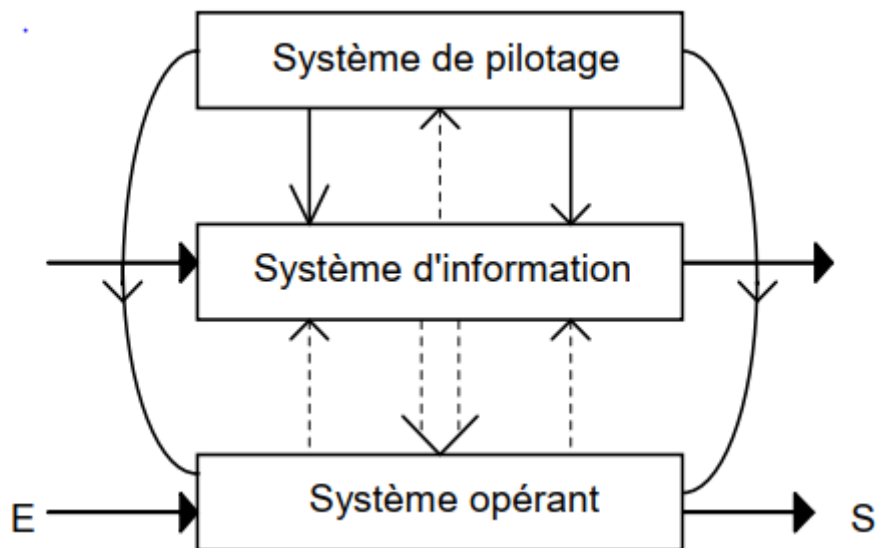 Système de pilotage
Système d'information
Système opérant
E
S